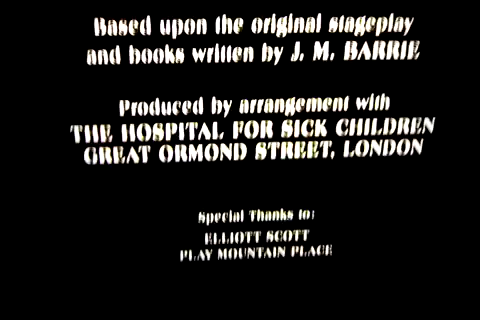 Based upon the original stageplay
and books written by J. M. BARRIE
Produced by arrangement with
THE HOSPITAL FOR SICK CHILDREN
GREAT ORMOND STREET, LONDON
Special Thanks to:
ELLIOTT SCOTT
PLAY MOUNTAIN PLACE